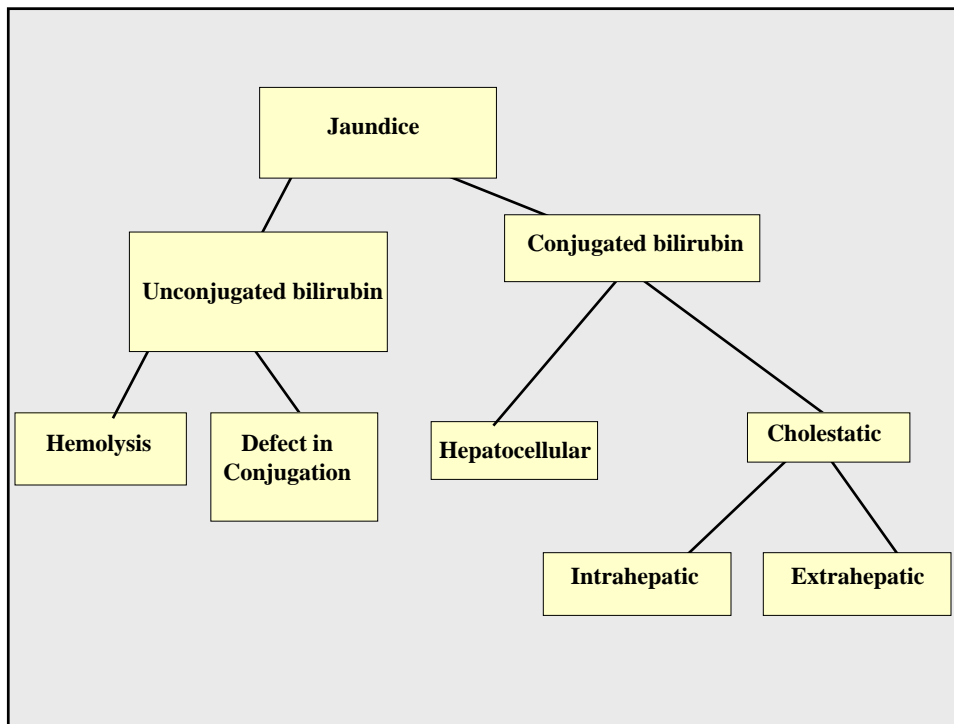 Jaundice
Conjugated bilirubin
Unconjugated bilirubin
Hemolysis
Defect in
Conjugation
Hepatocellular
Cholestatic
Intrahepatic
Extrahepatic